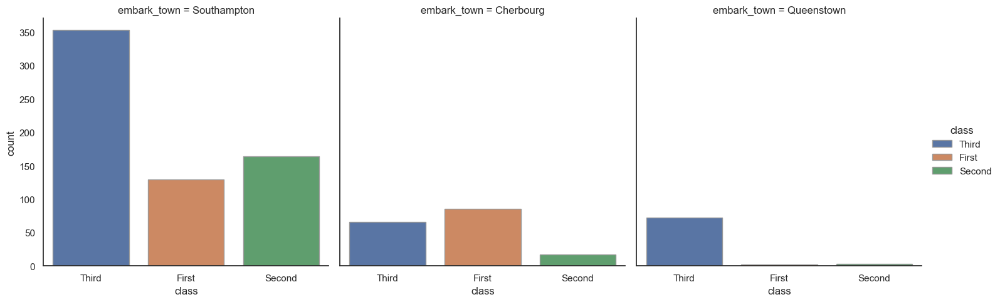 embark_town = Southampton
embark_town = Cherbourg
embark_town = Queenstown
350
300
250
200
150
100
50
0
count
Third
First
Second
class
Third
First
Second
class
Third
First
Second
class
class
Third
First
Second